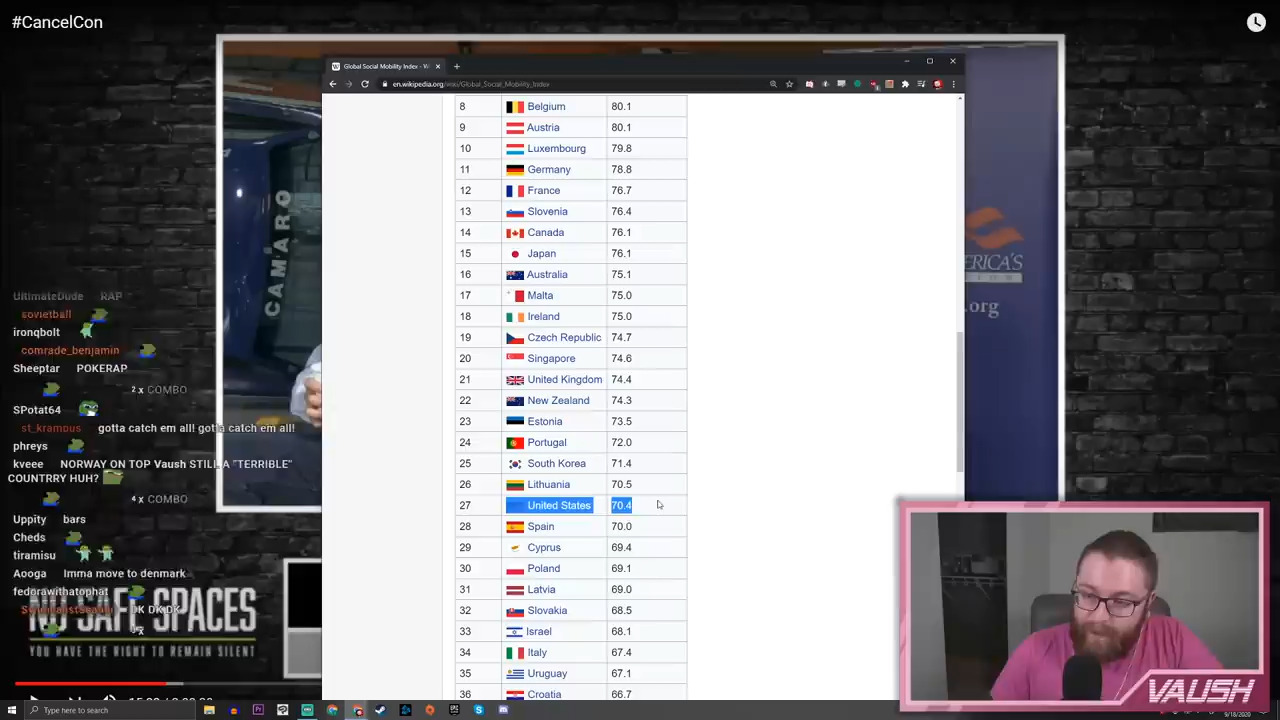 #CancelCon
Global Social Mobility Index - W
en.wikipedia.org/wiki/Global_Social_Mobility_Index
8 Belgium 80.1
9 Austria 80.1
10 Luxembourg 79.8
11 Germany 78.8
12 France 76.7
13 Slovenia 76.4
14 Canada 76.1
15 Japan 76.1
16 Australia 75.1
17 Malta 75.0
18 Ireland 75.0
19 Czech Republic 74.7
20 Singapore 74.6
21 United Kingdom 74.4
22 New Zealand 74.3
23 Estonia 73.5
24 Portugal 72.0
25 South Korea 71.4
26 Lithuania 70.5
27 United States 70.4
28 Spain 70.0
29 Cyprus 69.4
30 Poland 69.1
31 Latvia 69.0
32 Slovakia 68.5
33 Israel 68.1
34 Italy 67.4
35 Uruguay 67.1
36 Croatia 66.7
CAMARO
ERICA'S
.org
UltimateDude RAP
sovietball
ironqbolt
comrade_benjamin
Sheeptar POKERAP
2 x COMBO
SPotat64
st_krampus gotta catch em all! gotta catch em all!
phreys
kveee NORWAY ON TOP Vaush STILL A "TERRIBLE"
COUNTRRY HUH?
4 x COMBO
Uppity bars
Cheds
tiramisu
Aooga Imma move to denmark
fedorawithatophat
DK DK DK
NO SAFE SPACES
YOU HAVE THE RIGHT TO REMAIN SILENT
VAUSH
Type here to search
9/18/2020